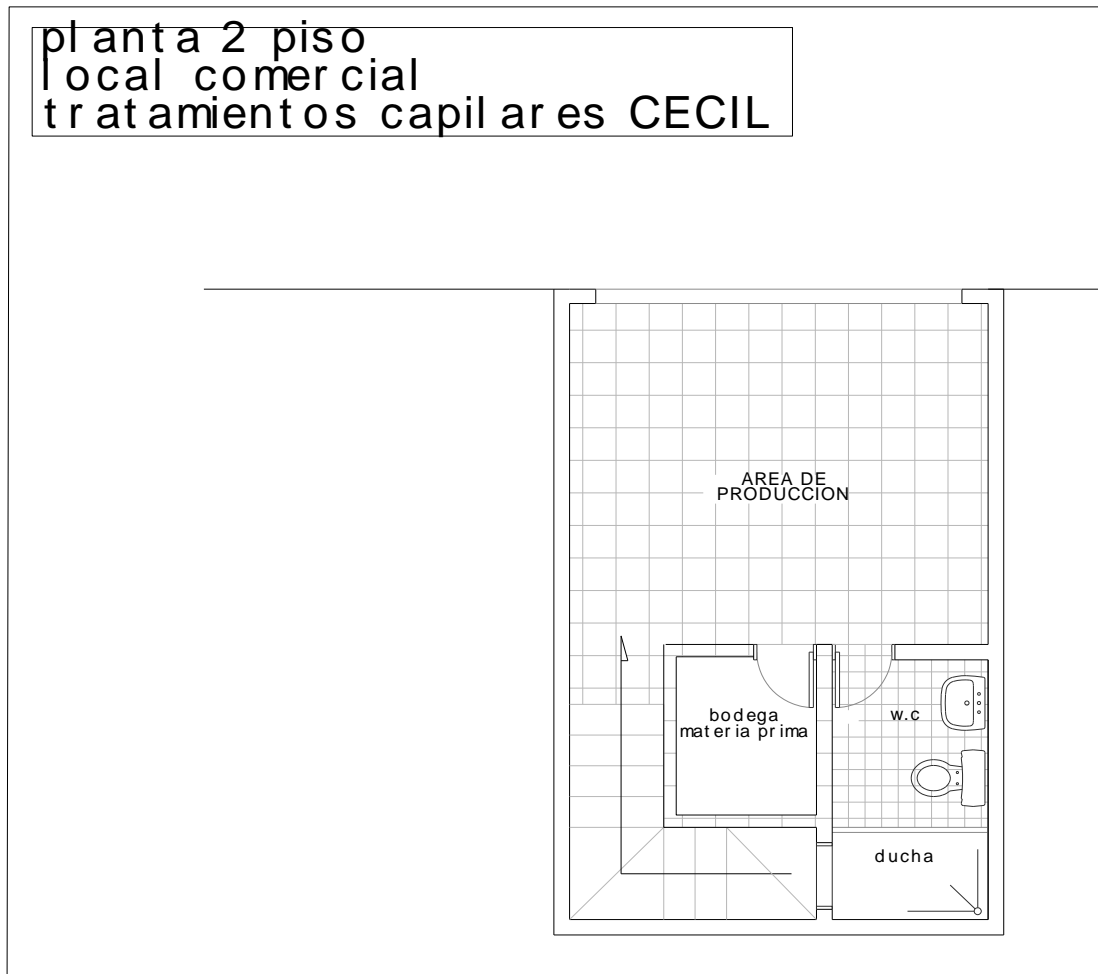 planta 2 piso
local comercial
tratamientos capilares CECIL
AREA DE
PRODUCCION
bodega
materia prima
w.c
ducha